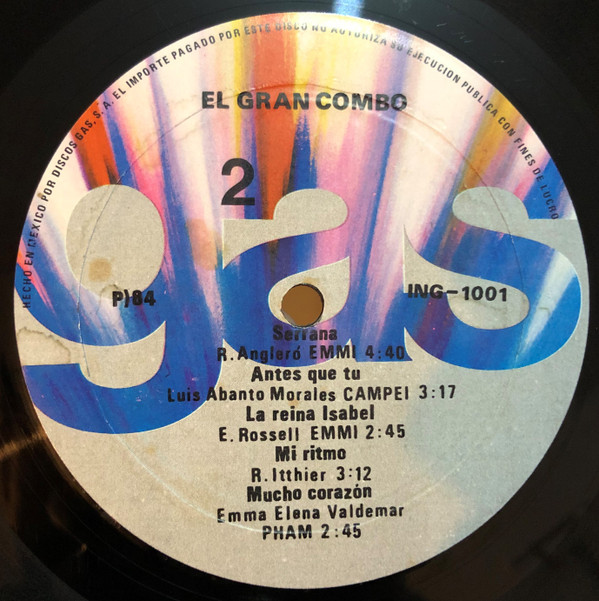 HECHO EN MEXICO POR DISCOS GAS, S. A. EL IMPORTE PAGADO POR ESTE DISCO NO AUTORIZA SU EJECUCION PUBLICA CON FINES DE LUCRO
EL GRAN COMBO
2
gas
P)84
ING-1001
Serrana
R. Angleró EMMI 4:40
Antes que tu
Luis Abanto Morales CAMPEI 3:17
La reina Isabel
E. Rossell EMMI 2:45
Mi ritmo
R. Itthier 3:12
Mucho corazón
Emma Elena Valdemar
PHAM 2:45